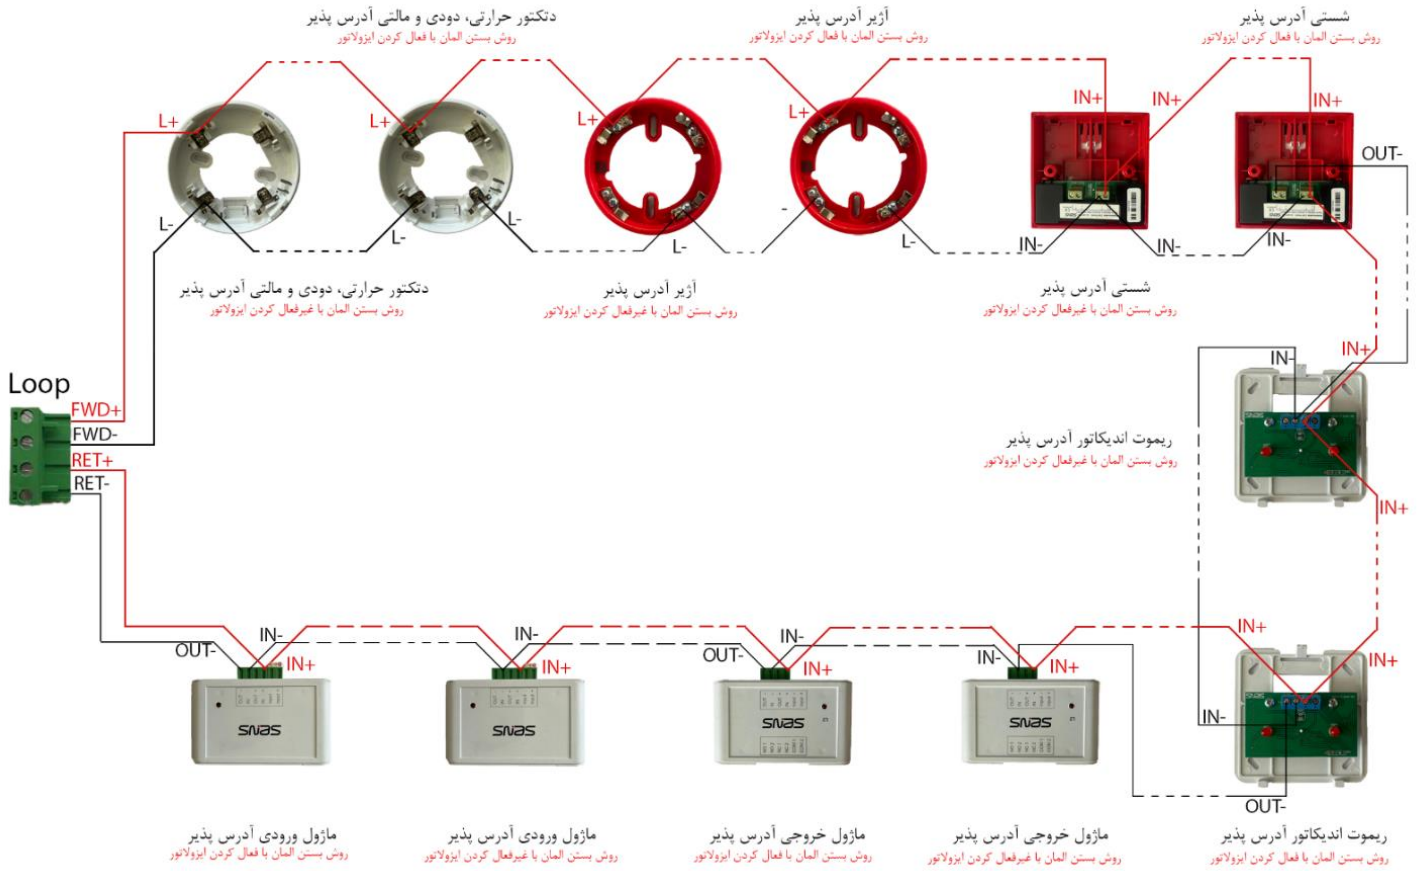 دتکتور حرارتی، دودی و مالتی آدرس پذیر
روش بستن المان با فعال کردن ایزولاتور
آژیر آدرس پذیر
روش بستن المان با فعال کردن ایزولاتور
شستی آدرس پذیر
روش بستن المان با فعال کردن ایزولاتور
L+
L+
L+
L+
IN+
IN+
IN+
OUT-
L-
L-
L-
L-
-
L-
IN-
IN-
IN-
دتکتور حرارتی، دودی و مالتی آدرس پذیر
روش بستن المان با غیرفعال کردن ایزولاتور
آژیر آدرس پذیر
روش بستن المان با غیرفعال کردن ایزولاتور
شستی آدرس پذیر
روش بستن المان با غیرفعال کردن ایزولاتور
Loop
FWD+
FWD-
RET+
RET-
IN-
IN+
SENS
ریموت اندیکاتور آدرس پذیر
روش بستن المان با غیرفعال کردن ایزولاتور
IN+
OUT-
IN-
IN+
IN-
IN+
OUT-
IN-
IN+
IN-
IN+
IN+
IN+
IN-
OUT-
SENS
SENS
SENS
SENS
SENS
ماژول ورودی آدرس پذیر
روش بستن المان با فعال کردن ایزولاتور
ماژول ورودی آدرس پذیر
روش بستن المان با غیرفعال کردن ایزولاتور
ماژول خروجی آدرس پذیر
روش بستن المان با فعال کردن ایزولاتور
ماژول خروجی آدرس پذیر
روش بستن المان با غیرفعال کردن ایزولاتور
ریموت اندیکاتور آدرس پذیر
روش بستن المان با فعال کردن ایزولاتور